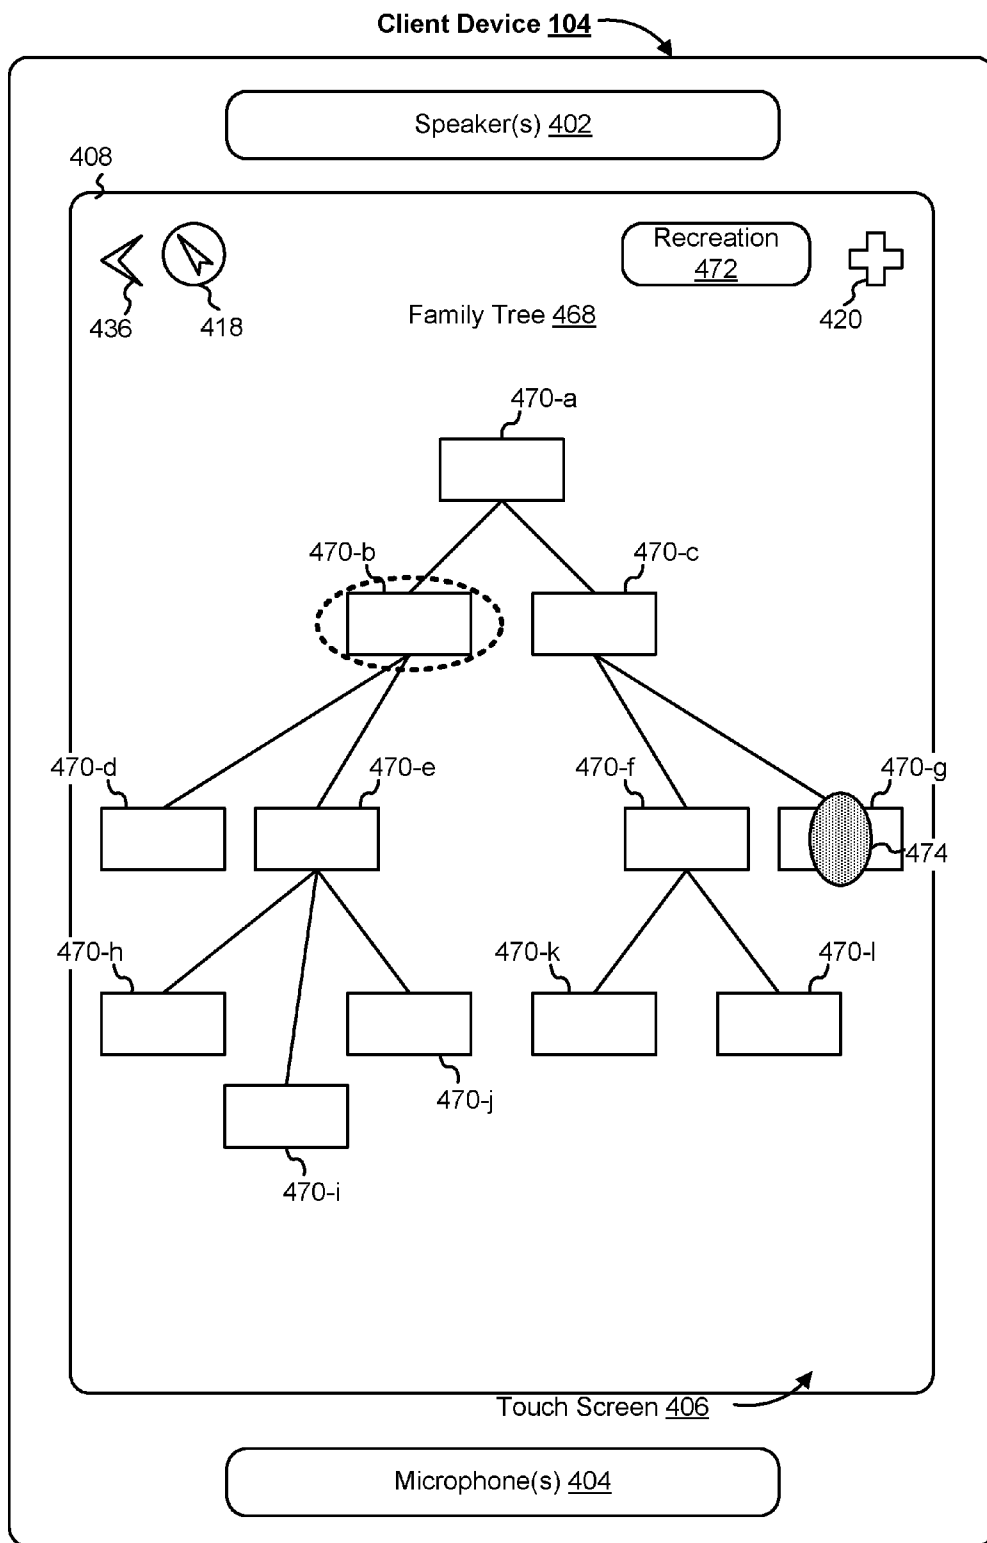 Client Device 104
Speaker(s) 402
408
Recreation
472
436
418
420
Family Tree 468
470-a
470-b
470-c
470-d
470-e
470-f
470-g
474
470-h
470-k
470-l
470-j
470-i
Touch Screen 406
Microphone(s) 404